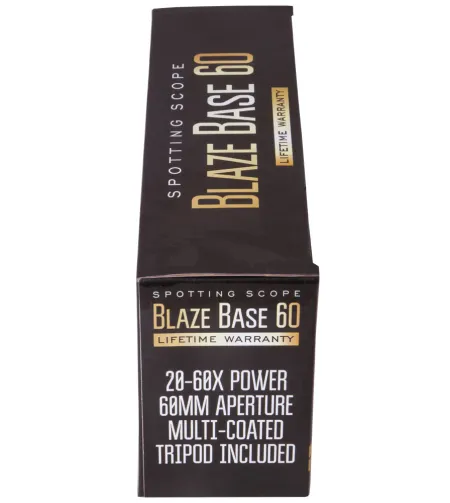 SPOTTING SCOPE
BLAZE BASE 60
LIFETIME WARRANTY
SPOTTING SCOPE
BLAZE BASE 60
LIFETIME WARRANTY
20-60X POWER
60MM APERTURE
MULTI-COATED
TRIPOD INCLUDED